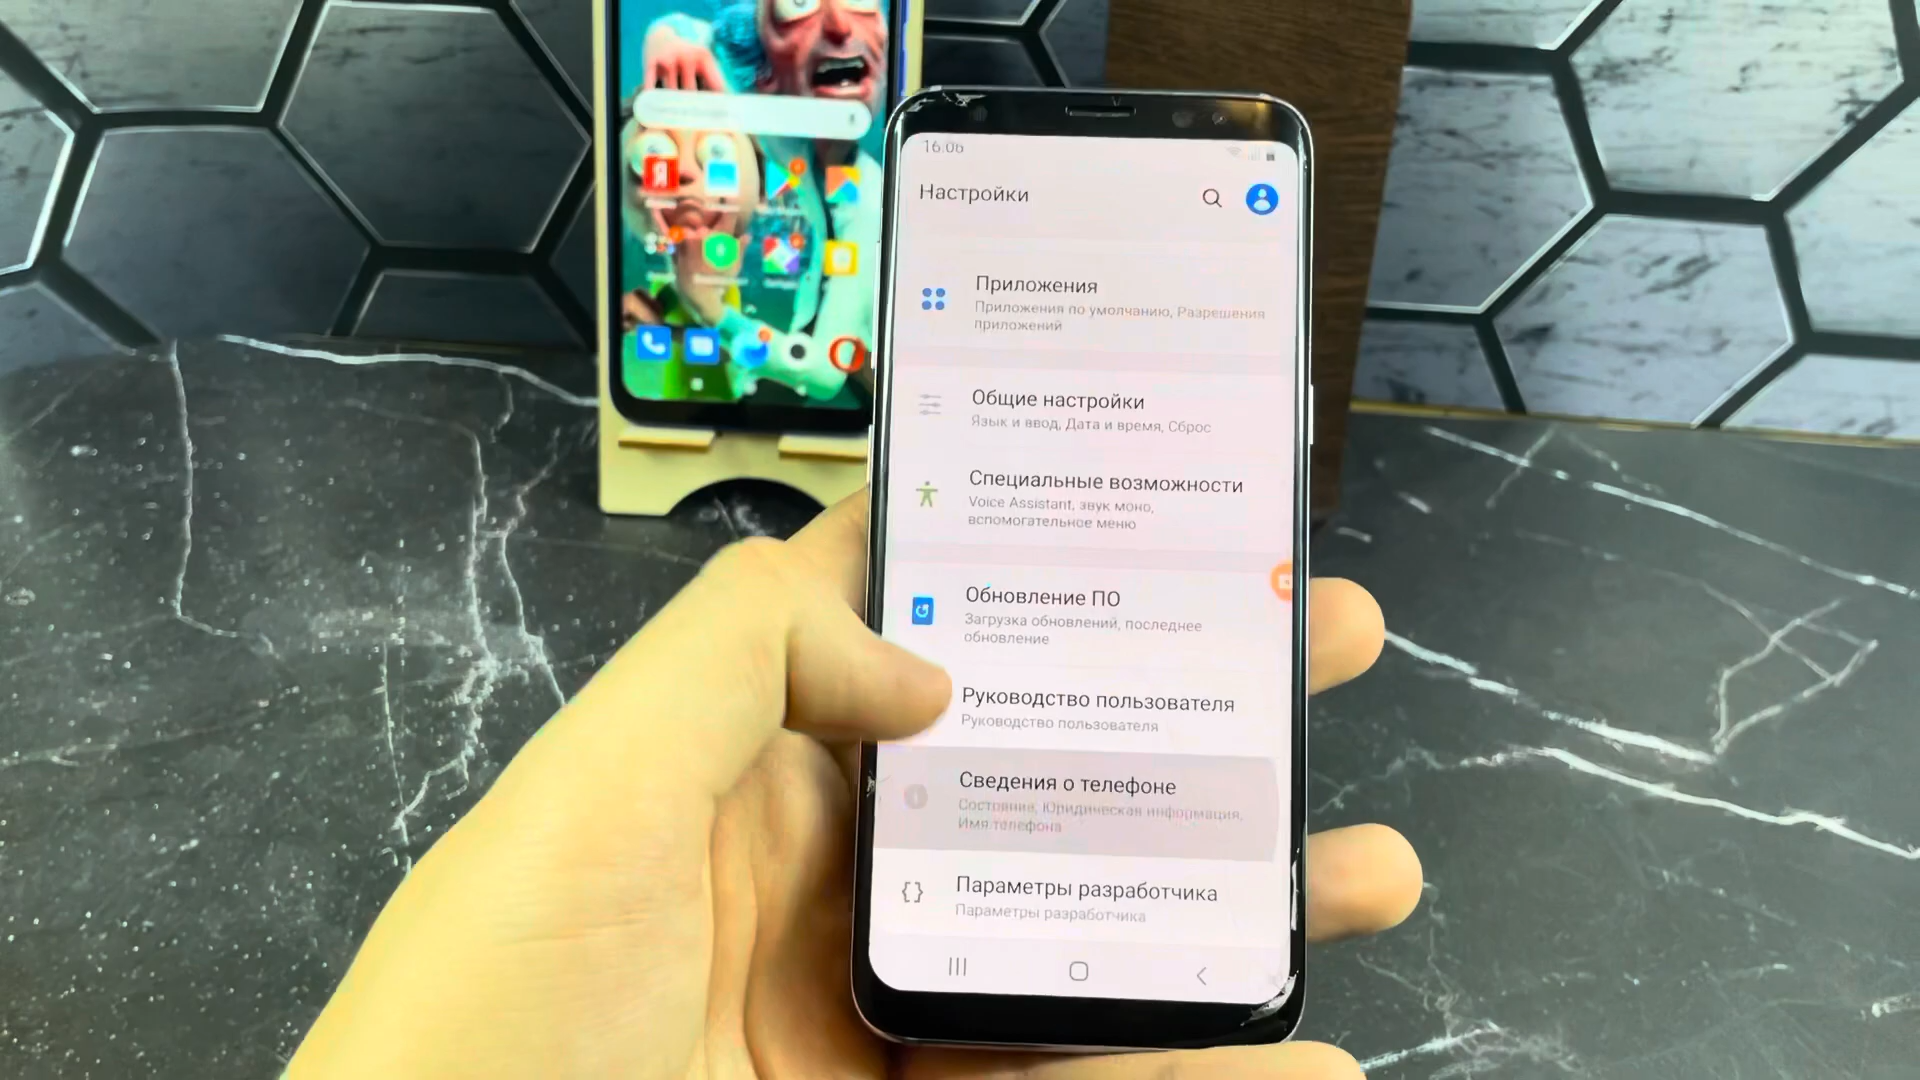 16:06
Настройки
Приложения
Приложения по умолчанию, Разрешения
приложений
Общие настройки
Язык и ввод, Дата и время, Сброс
Специальные возможности
Voice Assistant, звук моно,
вспомогательное меню
Обновление ПО
Загрузка обновлений, последнее
обновление
Руководство пользователя
Руководство пользователя
Сведения о телефоне
Состояние, Юридическая информация,
Имя телефона
Параметры разработчика
Параметры разработчика
Я